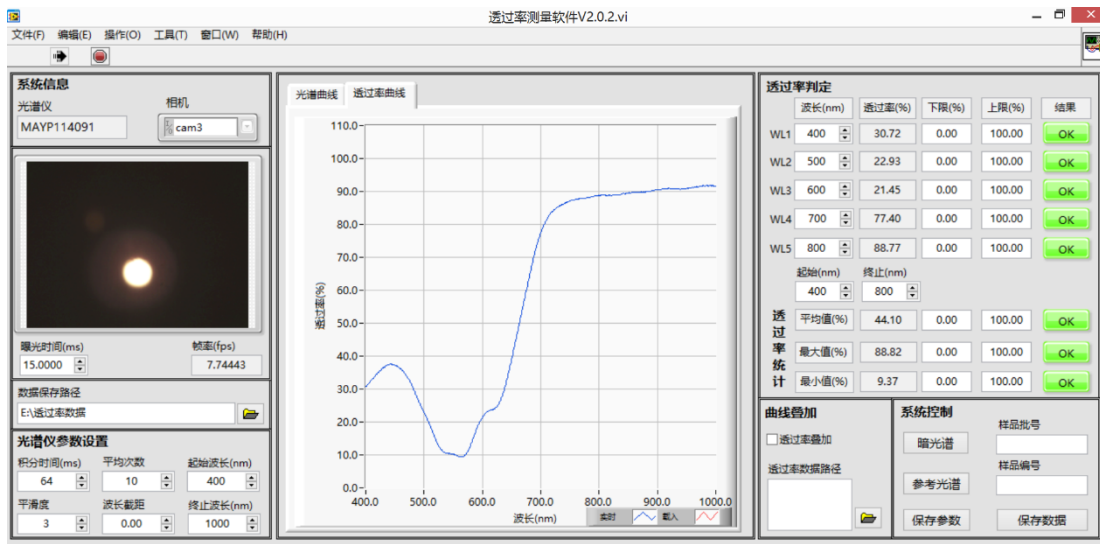 透过率测量软件V2.0.2.vi
文件(F) 编辑(E) 操作(O) 工具(T) 窗口(W) 帮助(H)
系统信息
光谱仪 相机
MAYP114091 cam3
曝光时间(ms) 帧率(fps)
15.0000 7.74443
数据保存路径
E:\透过率数据
光谱仪参数设置
积分时间(ms) 平均次数 起始波长(nm)
64 10 400
平滑度 波长截距 终止波长(nm)
3 0.00 1000
光谱曲线 透过率曲线
110.0
100.0
90.0
80.0
70.0
60.0
50.0
40.0
30.0
20.0
10.0
0.0
透过率(%)
400.0 500.0 600.0 700.0 800.0 900.0 1000.0
波长(nm)
实时 载入
透过率判定
波长(nm) 透过率(%) 下限(%) 上限(%) 结果
WL1 400 30.72 0.00 100.00 OK
WL2 500 22.93 0.00 100.00 OK
WL3 600 21.45 0.00 100.00 OK
WL4 700 77.40 0.00 100.00 OK
WL5 800 88.77 0.00 100.00 OK
起始(nm) 终止(nm)
400 800
透过率统计
平均值(%) 44.10 0.00 100.00 OK
最大值(%) 88.82 0.00 100.00 OK
最小值(%) 9.37 0.00 100.00 OK
曲线叠加
透过率叠加
透过率数据路径
系统控制
样品批号
暗光谱
样品编号
参考光谱
保存参数 保存数据